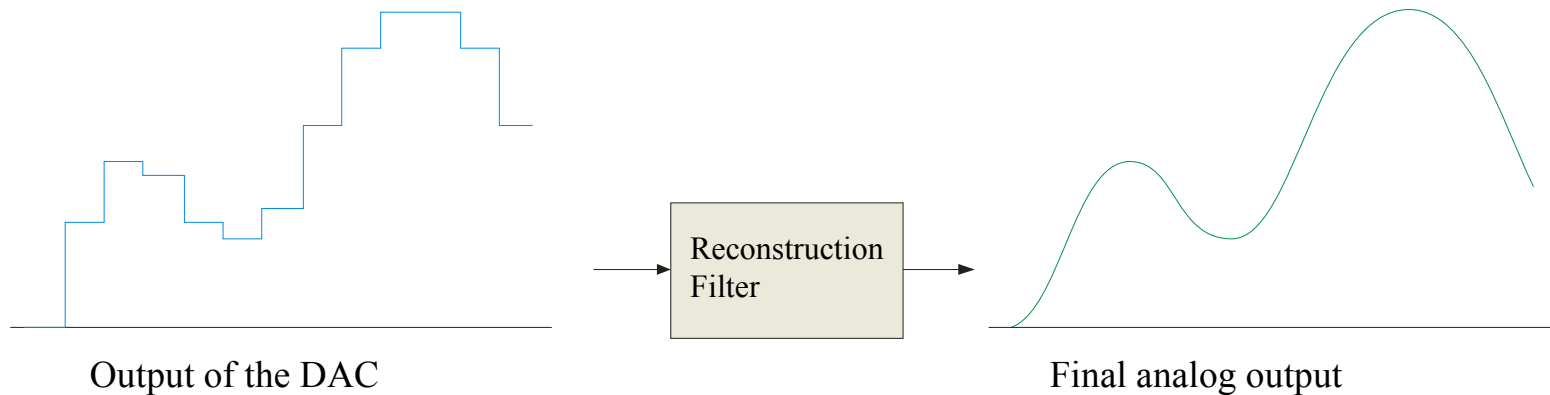 Reconstruction
Filter
Output of the DAC
Final analog output